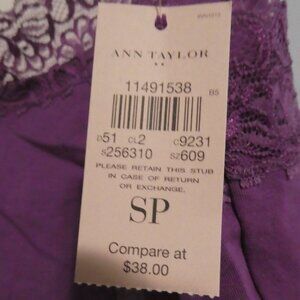 ANN TAYLOR
11491538
B5
D51 CL2 C9231
S256310 SZ609
PLEASE RETAIN THIS STUB
IN CASE OF RETURN
OR EXCHANGE.
SP
Compare at
$38.00